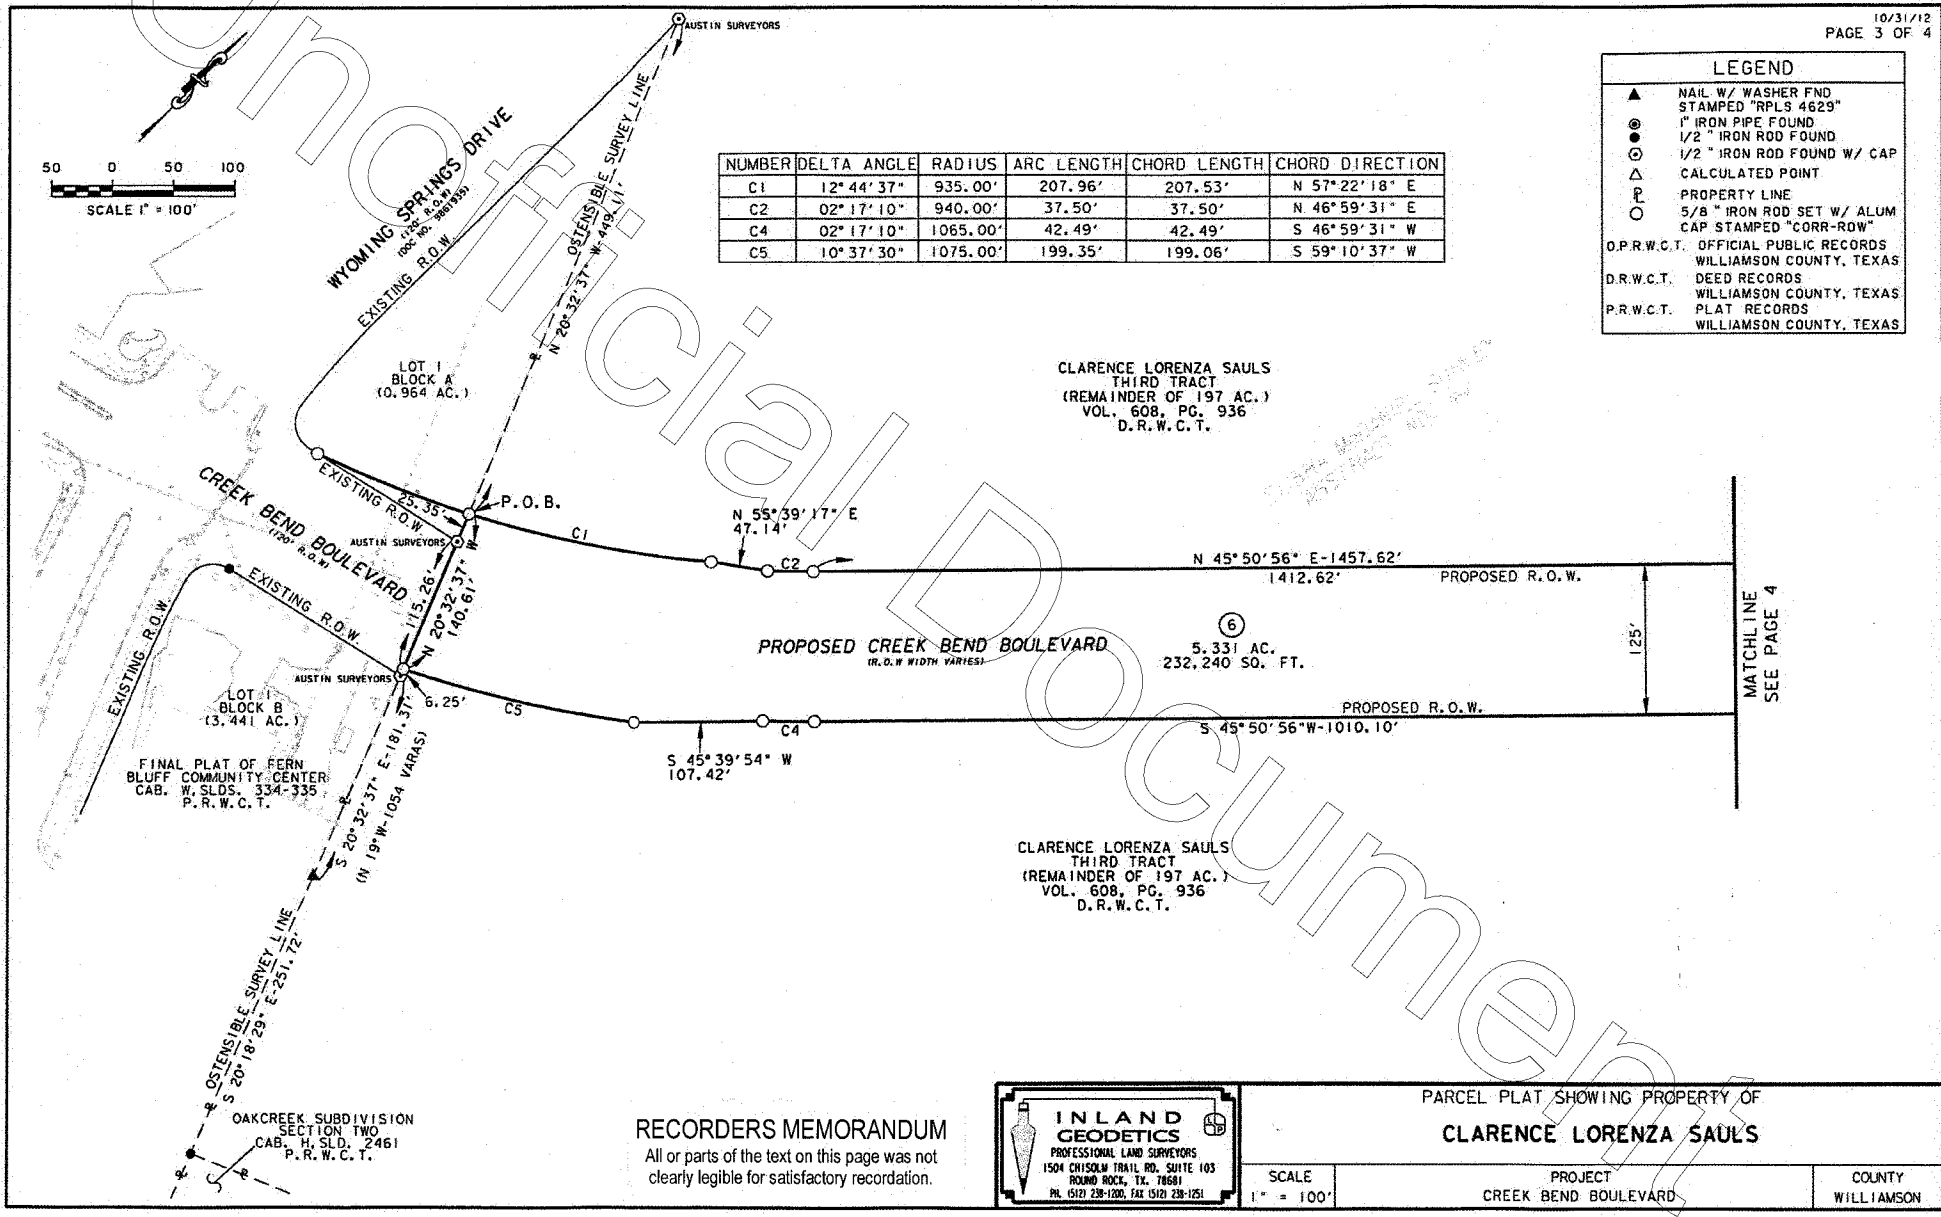 10/31/12
PAGE 3 OF 4
Unofficial Document
AUSTIN SURVEYORS
50 0 50 100
SCALE 1" = 100'
WYOMING SPRINGS DRIVE
(120' R.O.W)
(DOC NO. 9861935)
EXISTING R.O.W.
OSTENSIBLE SURVEY LINE
N 20°32'37" W-449.11'
NUMBER DELTA ANGLE RADIUS ARC LENGTH CHORD LENGTH CHORD DIRECTION
C1 12°44'37" 935.00' 207.96' 207.53' N 57°22'18" E
C2 02°17'10" 940.00' 37.50' 37.50' N 46°59'31" E
C4 02°17'10" 1065.00' 42.49' 42.49' S 46°59'31" W
C5 10°37'30" 1075.00' 199.35' 199.06' S 59°10'37" W
LEGEND
NAIL W/ WASHER FND
STAMPED "RPLS 4629"
1" IRON PIPE FOUND
1/2 " IRON ROD FOUND
1/2 " IRON ROD FOUND W/ CAP
CALCULATED POINT
PROPERTY LINE
5/8 " IRON ROD SET W/ ALUM
CAP STAMPED "CORR-ROW"
O.P.R.W.C.T. OFFICIAL PUBLIC RECORDS
WILLIAMSON COUNTY, TEXAS
D.R.W.C.T. DEED RECORDS
WILLIAMSON COUNTY, TEXAS
P.R.W.C.T. PLAT RECORDS
WILLIAMSON COUNTY, TEXAS
LOT 1
BLOCK A
(0.964 AC.)
CLARENCE LORENZA SAULS
THIRD TRACT
(REMAINDER OF 197 AC.)
VOL. 608, PG. 936
D.R.W.C.T.
CREEK BEND BOULEVARD
(120' R.O.W)
EXISTING R.O.W.
25.35'
P.O.B.
AUSTIN SURVEYORS
C1
N 55°39'17" E
47.14'
C2
N 45°50'56" E-1457.62'
1412.62'
PROPOSED R.O.W.
EXISTING R.O.W.
EXISTING R.O.W.
115.26'
N 20°32'37" W
140.61'
PROPOSED CREEK BEND BOULEVARD
(R.O.W WIDTH VARIES)
6
5.331 AC.
232,240 SQ. FT.
125'
MATCHLINE
SEE PAGE 4
AUSTIN SURVEYORS
6.25'
C5
C4
S 45°39'54" W
107.42'
PROPOSED R.O.W.
S 45°50'56"W-1010.10'
LOT 1
BLOCK B
(3.441 AC.)
FINAL PLAT OF FERN
BLUFF COMMUNITY CENTER
CAB. W, SLDS. 334-335
P.R.W.C.T.
S 20°32'37" E-181.31'
(N 19°W-1054 VARAS)
CLARENCE LORENZA SAULS
THIRD TRACT
(REMAINDER OF 197 AC.)
VOL. 608, PG. 936
D.R.W.C.T.
OSTENSIBLE SURVEY LINE
S 20°18'29" E-251.72'
OAKCREEK SUBDIVISION
SECTION TWO
CAB. H, SLD. 2461
P.R.W.C.T.
RECORDERS MEMORANDUM
All or parts of the text on this page was not
clearly legible for satisfactory recordation.
INLAND
GEODETICS
PROFESSIONAL LAND SURVEYORS
1504 CHISOLM TRAIL RD. SUITE 103
ROUND ROCK, TX. 78681
PH. (512) 238-1200, FAX (512) 238-1251
PARCEL PLAT SHOWING PROPERTY OF
CLARENCE LORENZA SAULS
SCALE
1" = 100'
PROJECT
CREEK BEND BOULEVARD
COUNTY
WILLIAMSON